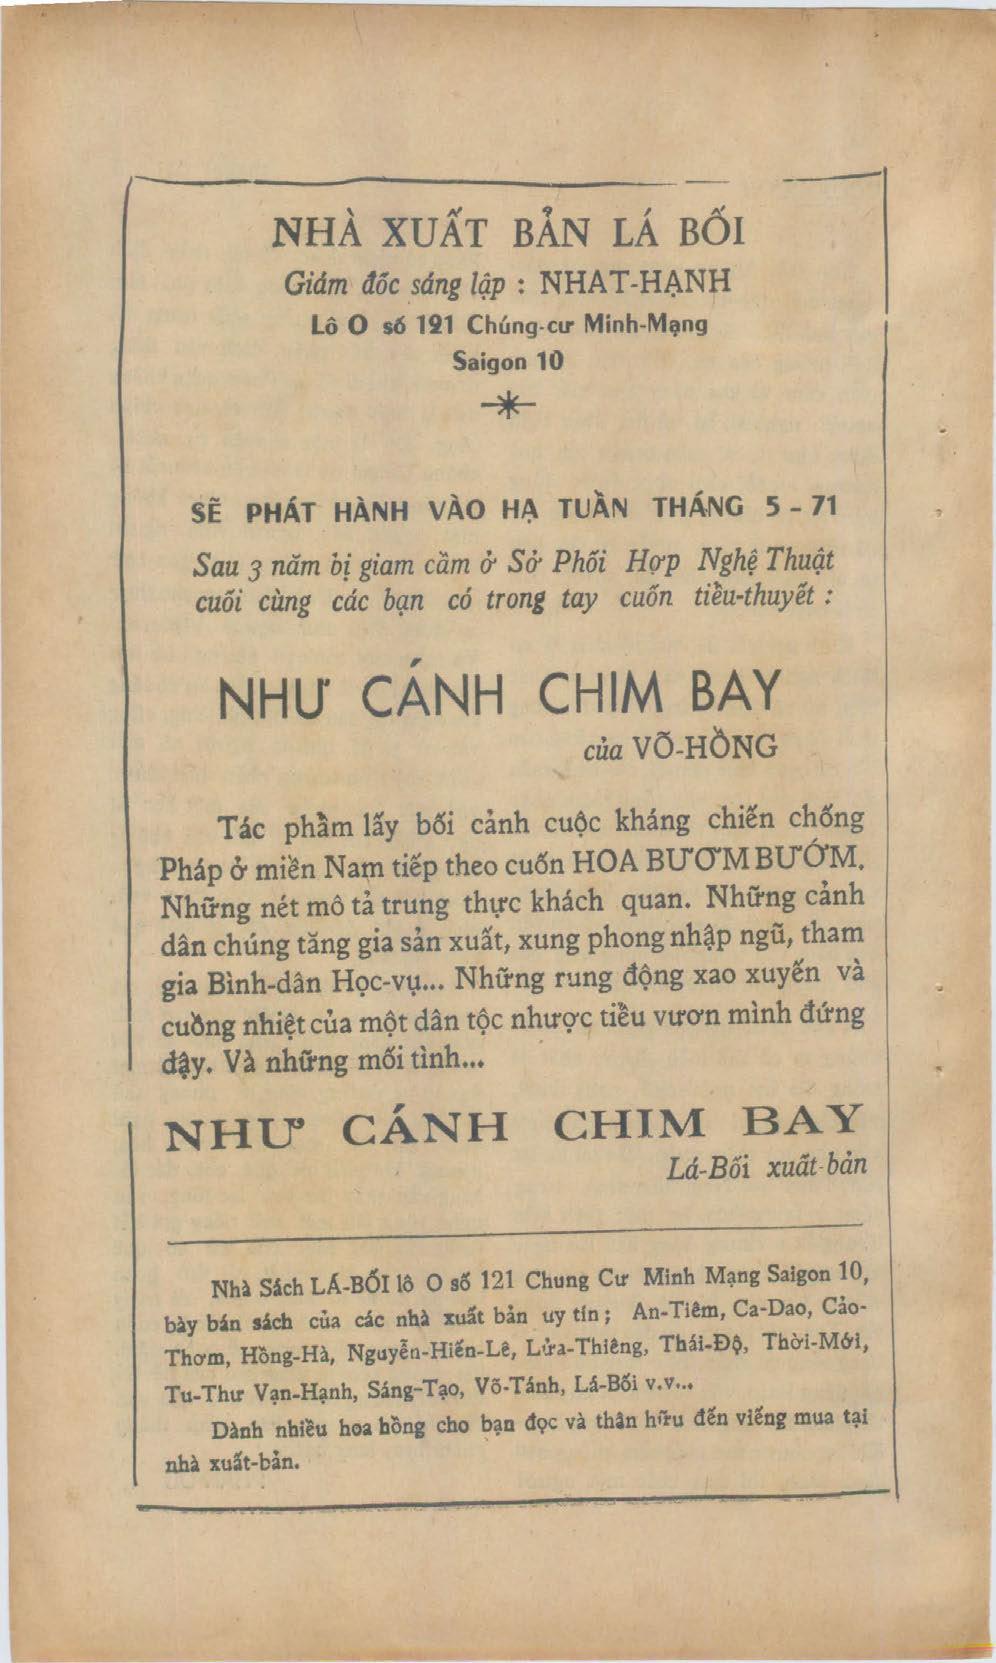 NHÀ XUẤT BẢN LÁ BỐI
Giám đốc sáng lập : NHAT-HẠNH
Lô O số 121 Chúng-cư Minh-Mạng
Saigon 10
SẼ PHÁT HÀNH VÀO HẠ TUẦN THÁNG 5 - 71
Sau 3 năm bị giam cầm ở Sở Phối Hợp Nghệ Thuật
cuối cùng các bạn có trong tay cuốn tiểu-thuyết :
NHƯ CÁNH CHIM BAY
của VÕ-HỒNG
Tác phẩm lấy bối cảnh cuộc kháng chiến chống
Pháp ở miền Nam tiếp theo cuốn HOA BƯƠM BƯỚM.
Những nét mô tả trung thực khách quan. Những cảnh
dân chúng tăng gia sản xuất, xung phong nhập ngũ, tham
gia Bình-dân Học-vụ... Những rung động xao xuyến và
cuồng nhiệt của một dân tộc nhược tiểu vươn mình đứng
đậy. Và những mối tình...
NHƯ CÁNH CHIM BAY
Lá-Bối xuất-bản
Nhà Sách LÁ-BỐI lô O số 121 Chung Cư Minh Mạng Saigon 10,
bày bán sách của các nhà xuất bản uy tín ; An-Tiêm, Ca-Dao, Cảo-
Thơm, Hồng-Hà, Nguyễn-Hiến-Lê, Lửa-Thiêng, Thái-Độ, Thời-Mới,
Tu-Thư Vạn-Hạnh, Sáng-Tạo, Võ-Tánh, Lá-Bối v.v...
Dành nhiều hoa hồng cho bạn đọc và thân hữu đến viếng mua tại
nhà xuất-bản.